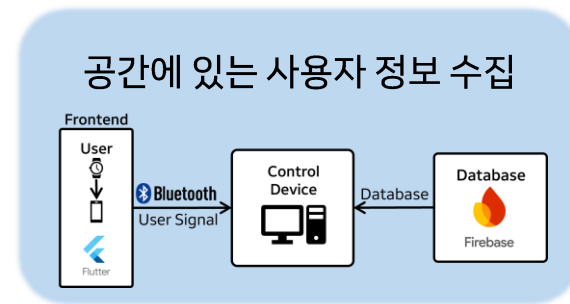 공간에 있는 사용자 정보 수집
Frontend
User
Flutter
Bluetooth
User Signal
Control
Device
Database
Database
Firebase